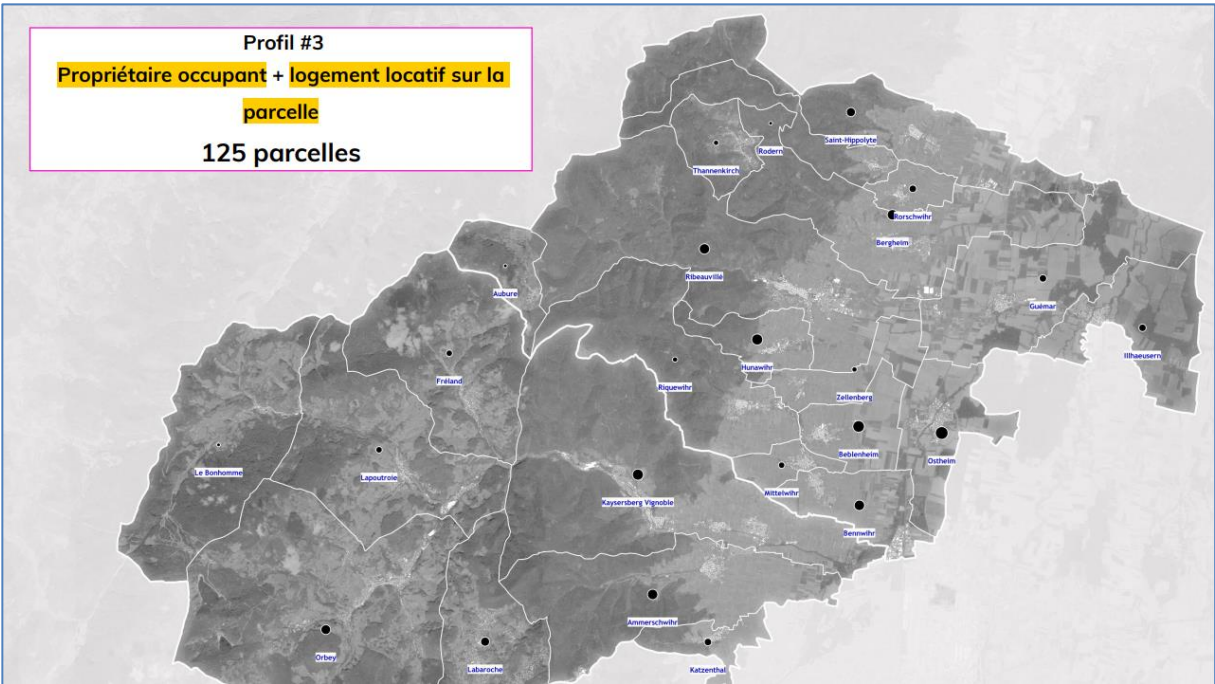 Profil #3
Propriétaire occupant + logement locatif sur la
parcelle
125 parcelles
Saint-Hippolyte
Rodern
Thannenkirch
Rorschwihr
Bergheim
Ribeauvillé
Aubure
Guémar
Illhaeusern
Hunawihr
Riquewihr
Zellenberg
Fréland
Beblenheim
Ostheim
Le Bonhomme
Lapoutroie
Mittelwihr
Kaysersberg Vignoble
Bennwihr
Ammerschwihr
Orbey
Labaroche
Katzenthal